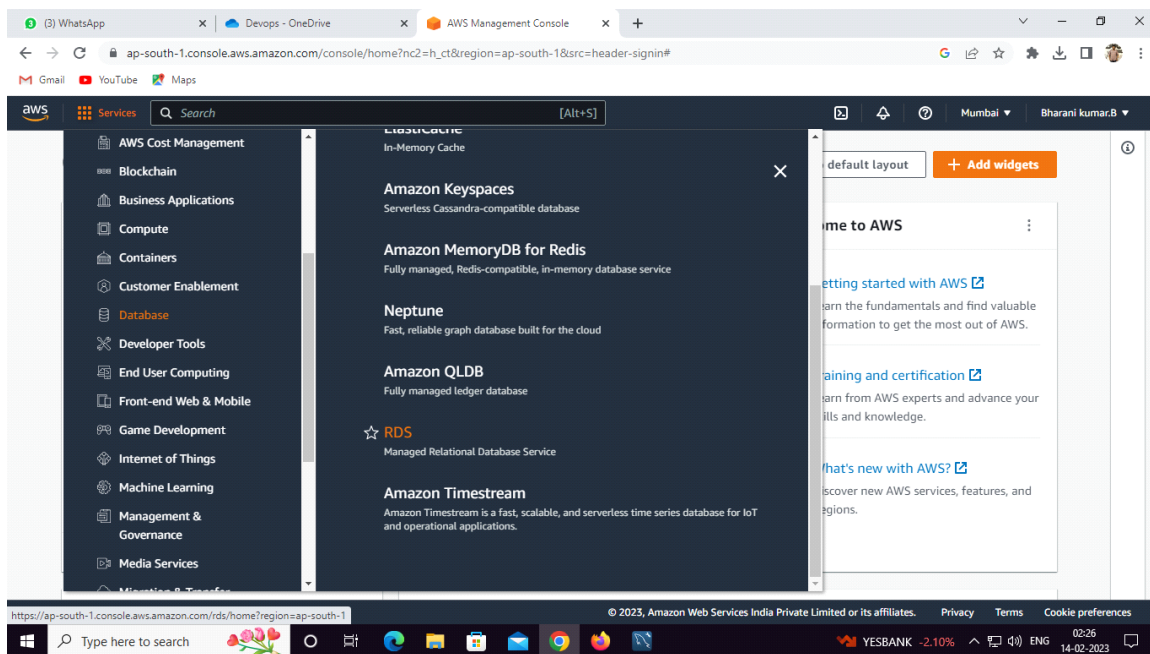 (3) WhatsApp
Devops - OneDrive
AWS Management Console
ap-south-1.console.aws.amazon.com/console/home?nc2=h_ct&region=ap-south-1&src=header-signin#
Gmail
YouTube
Maps
aws
Services
Search
[Alt+S]
Mumbai
Bharani kumar.B
AWS Cost Management
Blockchain
Business Applications
Compute
Containers
Customer Enablement
Database
Developer Tools
End User Computing
Front-end Web & Mobile
Game Development
Internet of Things
Machine Learning
Management &
Governance
Media Services
ElastiCache
In-Memory Cache
Amazon Keyspaces
Serverless Cassandra-compatible database
Amazon MemoryDB for Redis
Fully managed, Redis-compatible, in-memory database service
Neptune
Fast, reliable graph database built for the cloud
Amazon QLDB
Fully managed ledger database
RDS
Managed Relational Database Service
Amazon Timestream
Amazon Timestream is a fast, scalable, and serverless time series database for IoT
and operational applications.
default layout
+ Add widgets
ome to AWS
etting started with AWS
earn the fundamentals and find valuable
formation to get the most out of AWS.
aining and certification
earn from AWS experts and advance your
ills and knowledge.
hat's new with AWS?
iscover new AWS services, features, and
egions.
https://ap-south-1.console.aws.amazon.com/rds/home?region=ap-south-1
© 2023, Amazon Web Services India Private Limited or its affiliates.
Privacy
Terms
Cookie preferences
Type here to search
YESBANK -2.10%
ENG
02:26
14-02-2023